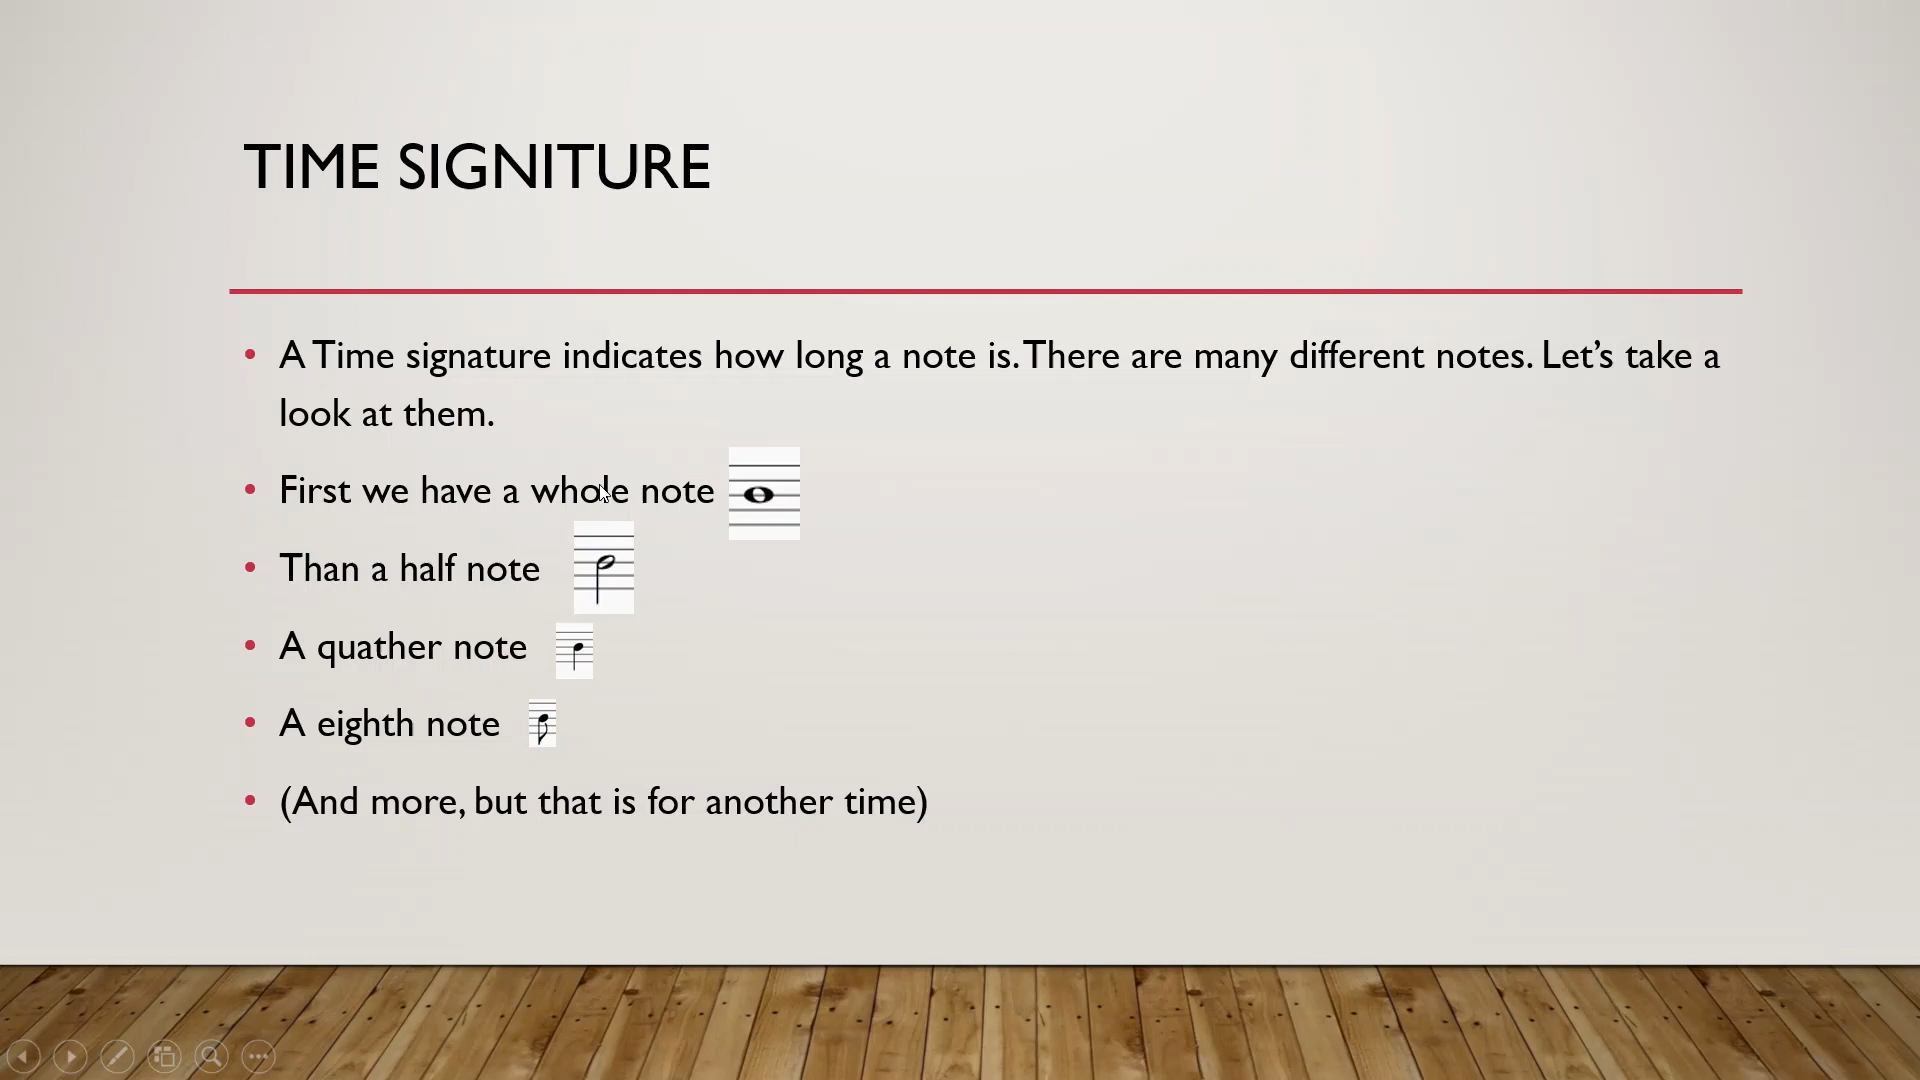 TIME SIGNITURE
• A Time signature indicates how long a note is. There are many different notes. Let’s take a
look at them.
• First we have a whole note
• Than a half note
• A quather note
• A eighth note
• (And more, but that is for another time)